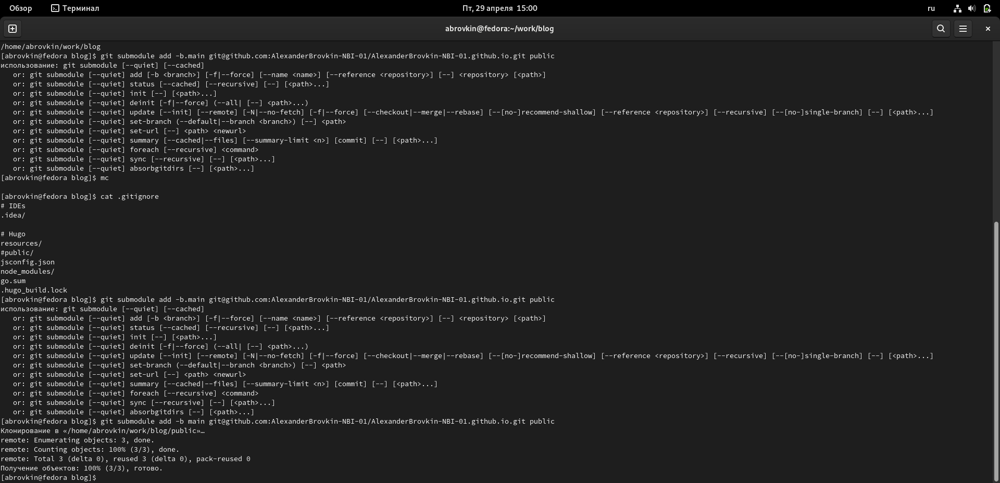 Обзор Терминал Пт, 29 апреля 15:00 ru
abrovkin@fedora:~/work/blog
/home/abrovkin/work/blog
[abrovkin@fedora blog]$ git submodule add -b.main git@github.com:AlexanderBrovkin-NBI-01/AlexanderBrovkin-NBI-01.github.io.git public
использование: git submodule [--quiet] [--cached]
   or: git submodule [--quiet] add [-b <branch>] [-f|--force] [--name <name>] [--reference <repository>] [--] <repository> [<path>]
   or: git submodule [--quiet] status [--cached] [--recursive] [--] [<path>...]
   or: git submodule [--quiet] init [--] [<path>...]
   or: git submodule [--quiet] deinit [-f|--force] (--all| [--] <path>...)
   or: git submodule [--quiet] update [--init] [--remote] [-N|--no-fetch] [-f|--force] [--checkout|--merge|--rebase] [--[no-]recommend-shallow] [--reference <repository>] [--recursive] [--[no-]single-branch] [--] [<path>...]
   or: git submodule [--quiet] set-branch (--default|--branch <branch>) [--] <path>
   or: git submodule [--quiet] set-url [--] <path> <newurl>
   or: git submodule [--quiet] summary [--cached|--files] [--summary-limit <n>] [commit] [--] [<path>...]
   or: git submodule [--quiet] foreach [--recursive] <command>
   or: git submodule [--quiet] sync [--recursive] [--] [<path>...]
   or: git submodule [--quiet] absorbgitdirs [--] [<path>...]
[abrovkin@fedora blog]$ mc
[abrovkin@fedora blog]$ cat .gitignore
# IDEs
.idea/
# Hugo
resources/
#public/
jsconfig.json
node_modules/
go.sum
.hugo_build.lock
[abrovkin@fedora blog]$ git submodule add -b.main git@github.com:AlexanderBrovkin-NBI-01/AlexanderBrovkin-NBI-01.github.io.git public
использование: git submodule [--quiet] [--cached]
   or: git submodule [--quiet] add [-b <branch>] [-f|--force] [--name <name>] [--reference <repository>] [--] <repository> [<path>]
   or: git submodule [--quiet] status [--cached] [--recursive] [--] [<path>...]
   or: git submodule [--quiet] init [--] [<path>...]
   or: git submodule [--quiet] deinit [-f|--force] (--all| [--] <path>...)
   or: git submodule [--quiet] update [--init] [--remote] [-N|--no-fetch] [-f|--force] [--checkout|--merge|--rebase] [--[no-]recommend-shallow] [--reference <repository>] [--recursive] [--[no-]single-branch] [--] [<path>...]
   or: git submodule [--quiet] set-branch (--default|--branch <branch>) [--] <path>
   or: git submodule [--quiet] set-url [--] <path> <newurl>
   or: git submodule [--quiet] summary [--cached|--files] [--summary-limit <n>] [commit] [--] [<path>...]
   or: git submodule [--quiet] foreach [--recursive] <command>
   or: git submodule [--quiet] sync [--recursive] [--] [<path>...]
   or: git submodule [--quiet] absorbgitdirs [--] [<path>...]
[abrovkin@fedora blog]$ git submodule add -b main git@github.com:AlexanderBrovkin-NBI-01/AlexanderBrovkin-NBI-01.github.io.git public
Клонирование в «/home/abrovkin/work/blog/public»…
remote: Enumerating objects: 3, done.
remote: Counting objects: 100% (3/3), done.
remote: Total 3 (delta 0), reused 3 (delta 0), pack-reused 0
Получение объектов: 100% (3/3), готово.
[abrovkin@fedora blog]$